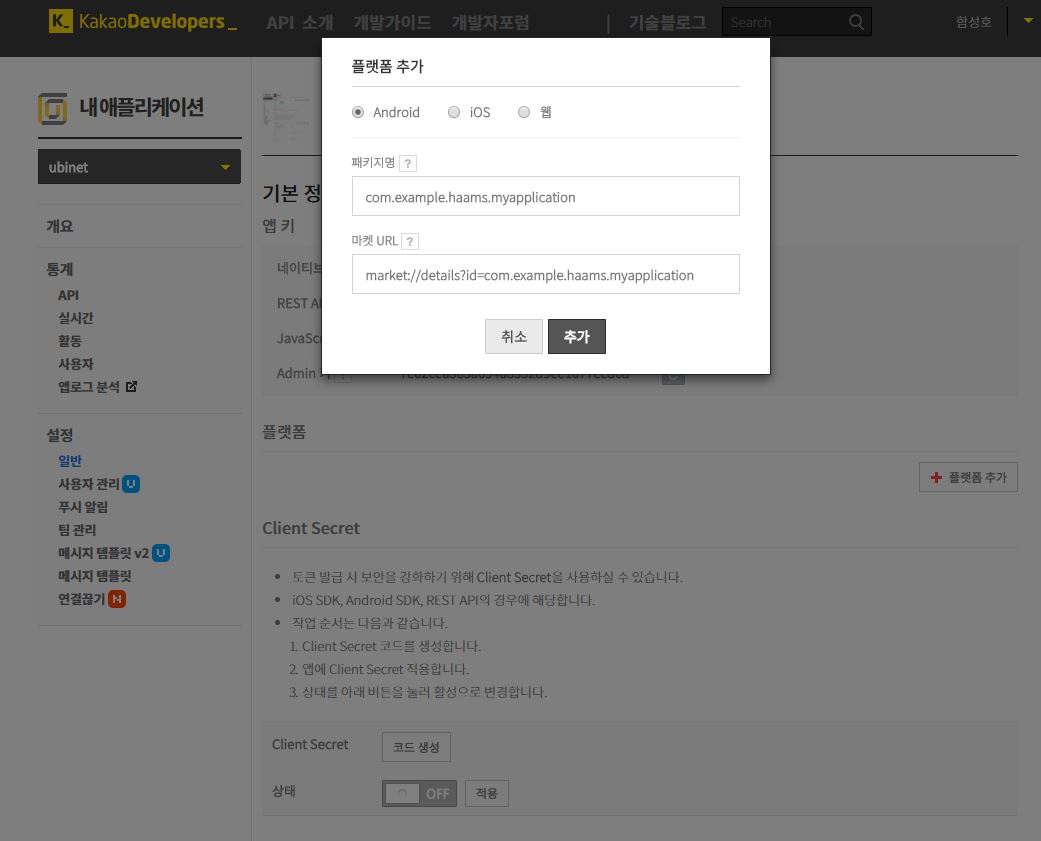 KakaoDevelopers_
API 소개 개발가이드 개발자포럼 | 기술블로그 Search 함성호
플랫폼 추가
Android iOS 웹
패키지명 ?
com.example.haams.myapplication
마켓 URL ?
market://details?id=com.example.haams.myapplication
취소 추가
내 애플리케이션
ubinet
개요
통계
API
실시간
활동
사용자
앱로그 분석
설정
일반
사용자 관리 U
푸시 알림
팀 관리
메시지 템플릿 v2 U
메시지 템플릿
연결끊기 N
기본 정
앱 키
네이티브
REST A
JavaSc
Admin
플랫폼
플랫폼 추가
Client Secret
토큰 발급 시 보안을 강화하기 위해 Client Secret을 사용하실 수 있습니다.
iOS SDK, Android SDK, REST API의 경우에 해당합니다.
작업 순서는 다음과 같습니다.
1. Client Secret 코드를 생성합니다.
2. 앱에 Client Secret 적용합니다.
3. 상태를 아래 버튼을 눌러 활성으로 변경합니다.
Client Secret 코드 생성
상태 OFF 적용